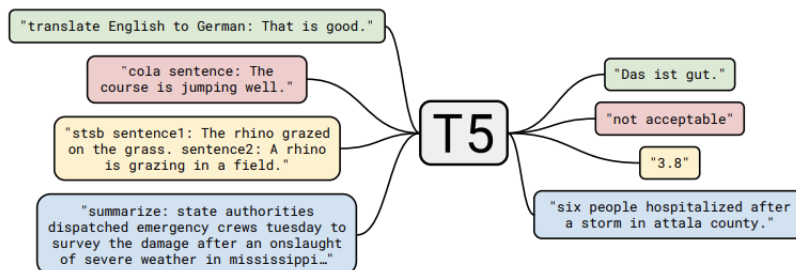 "translate English to German: That is good."
"cola sentence: The
course is jumping well."
"stsb sentence1: The rhino grazed
on the grass. sentence2: A rhino
is grazing in a field."
"summarize: state authorities
dispatched emergency crews tuesday to
survey the damage after an onslaught
of severe weather in mississippi…"
T5
"Das ist gut."
"not acceptable"
"3.8"
"six people hospitalized after
a storm in attala county."